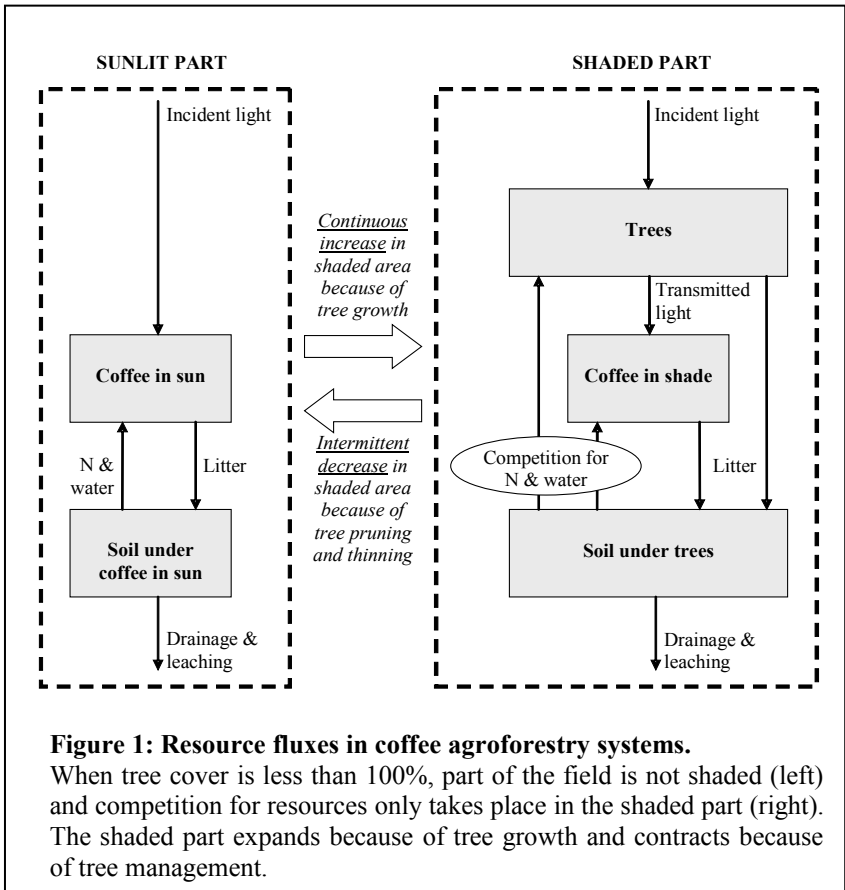 SUNLIT PART
Incident light
Coffee in sun
N &
water
Litter
Soil under
coffee in sun
Drainage &
leaching
Continuous
increase in
shaded area
because of
tree growth
Intermittent
decrease in
shaded area
because of
tree pruning
and thinning
SHADED PART
Incident light
Trees
Transmitted
light
Coffee in shade
Competition for
N & water
Litter
Soil under trees
Drainage &
leaching
Figure 1: Resource fluxes in coffee agroforestry systems.
When tree cover is less than 100%, part of the field is not shaded (left)
and competition for resources only takes place in the shaded part (right).
The shaded part expands because of tree growth and contracts because
of tree management.